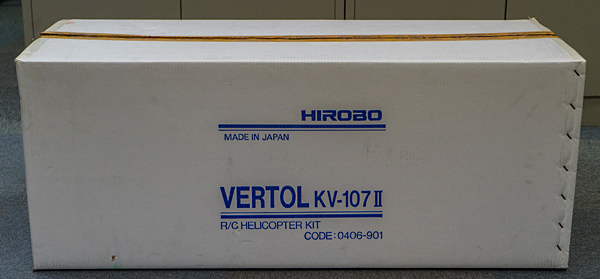 HIROBO
MADE IN JAPAN
VERTOL KV-107Ⅱ
R/C HELICOPTER KIT
CODE:0406-901